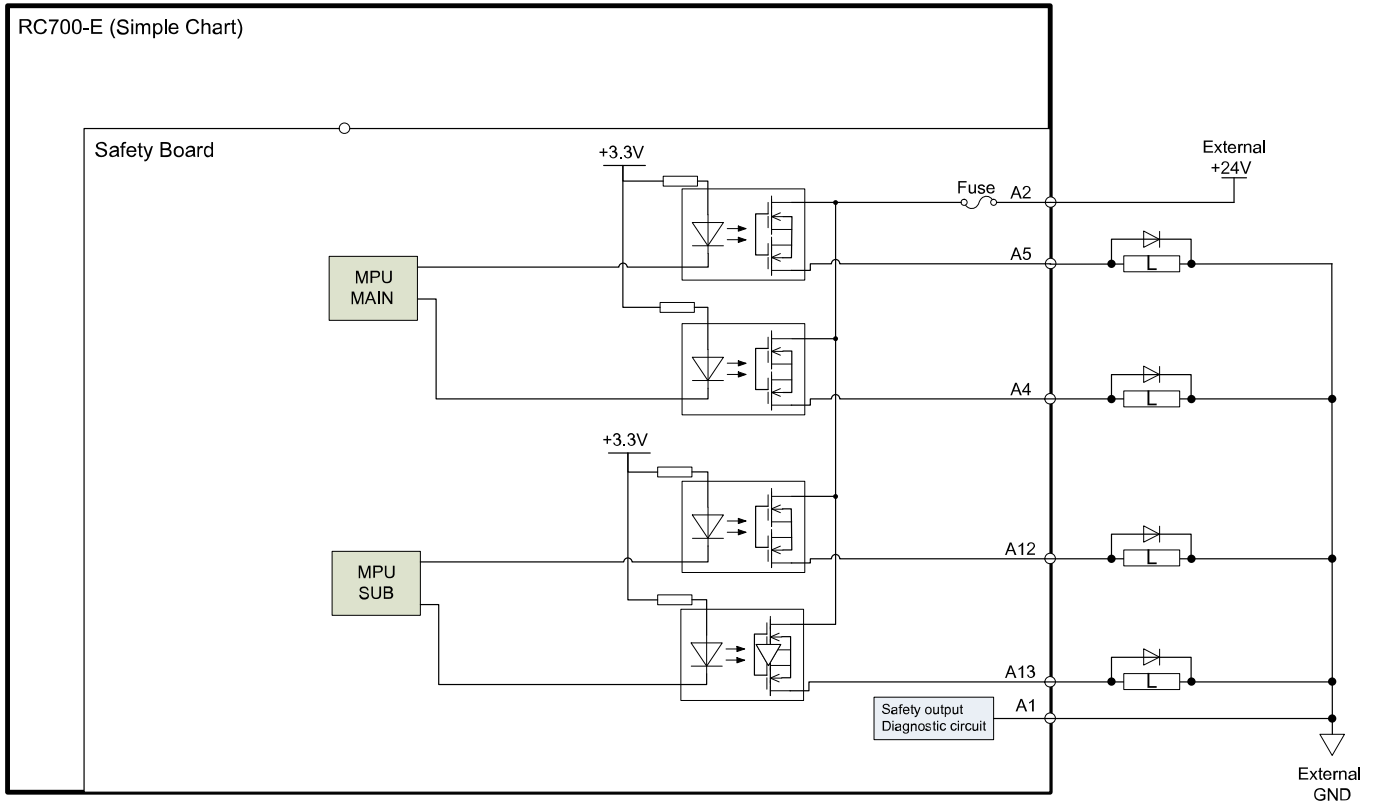 RC700-E (Simple Chart)
Safety Board
+3.3V
External
+24V
Fuse
A2
A5
L
MPU
MAIN
A4
L
+3.3V
A12
L
MPU
SUB
A13
L
Safety output
Diagnostic circuit
A1
External
GND